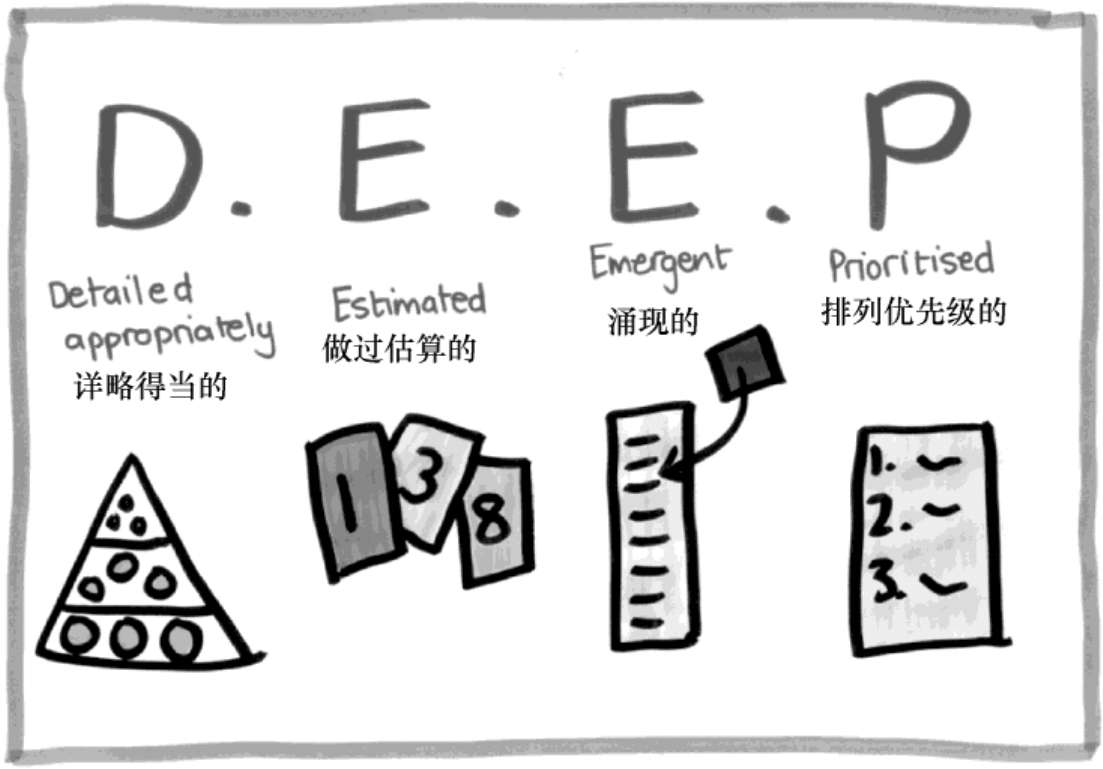 D. E. E. P
Detailed
appropriately
详略得当的
Estimated
做过估算的
Emergent
涌现的
Prioritised
排列优先级的
1 3 8
1.
2.
3.